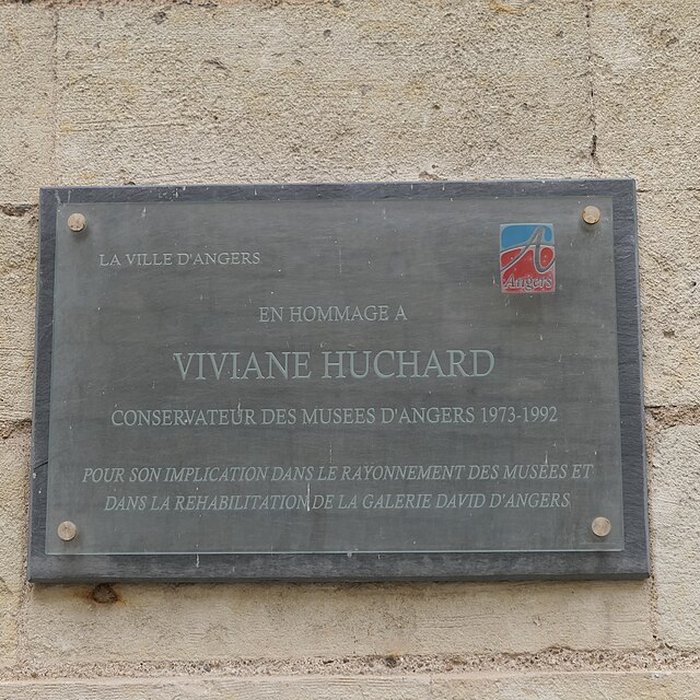 LA VILLE D'ANGERS
Angers
EN HOMMAGE A
VIVIANE HUCHARD
CONSERVATEUR DES MUSEES D'ANGERS 1973-1992
POUR SON IMPLICATION DANS LE RAYONNEMENT DES MUSÉES ET
DANS LA REHABILITATION DE LA GALERIE DAVID D'ANGERS